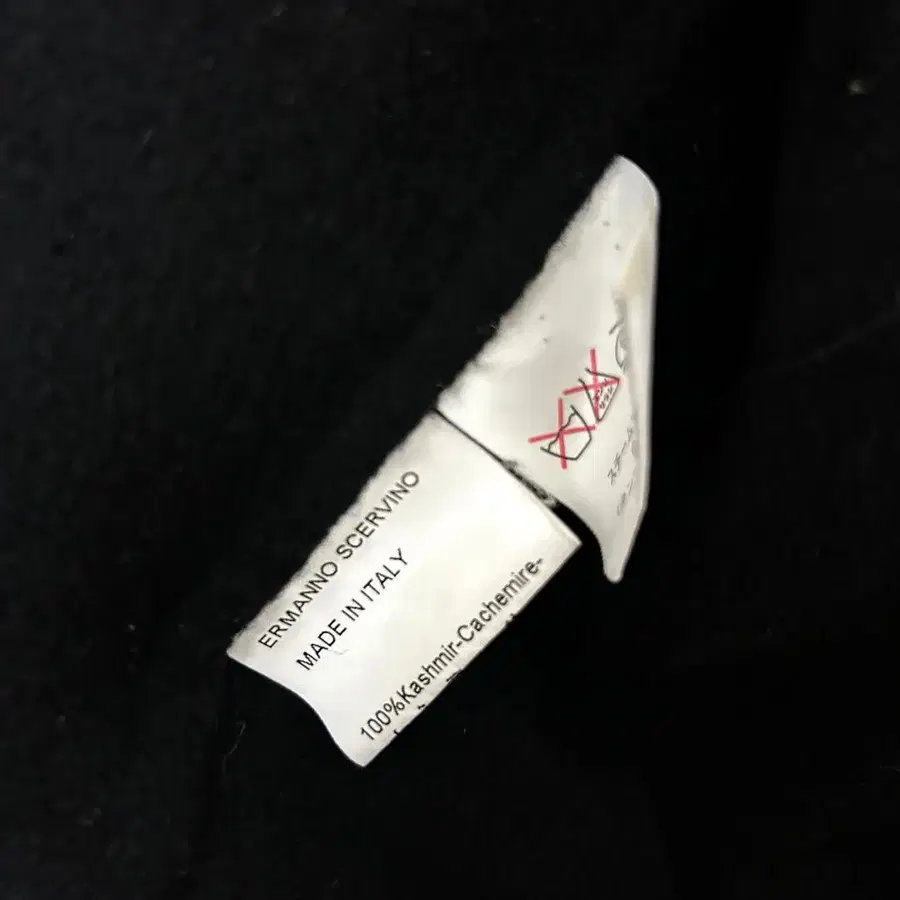 ERMANNO SCERVINO
MADE IN ITALY
100%Kashmir-Cachemire-